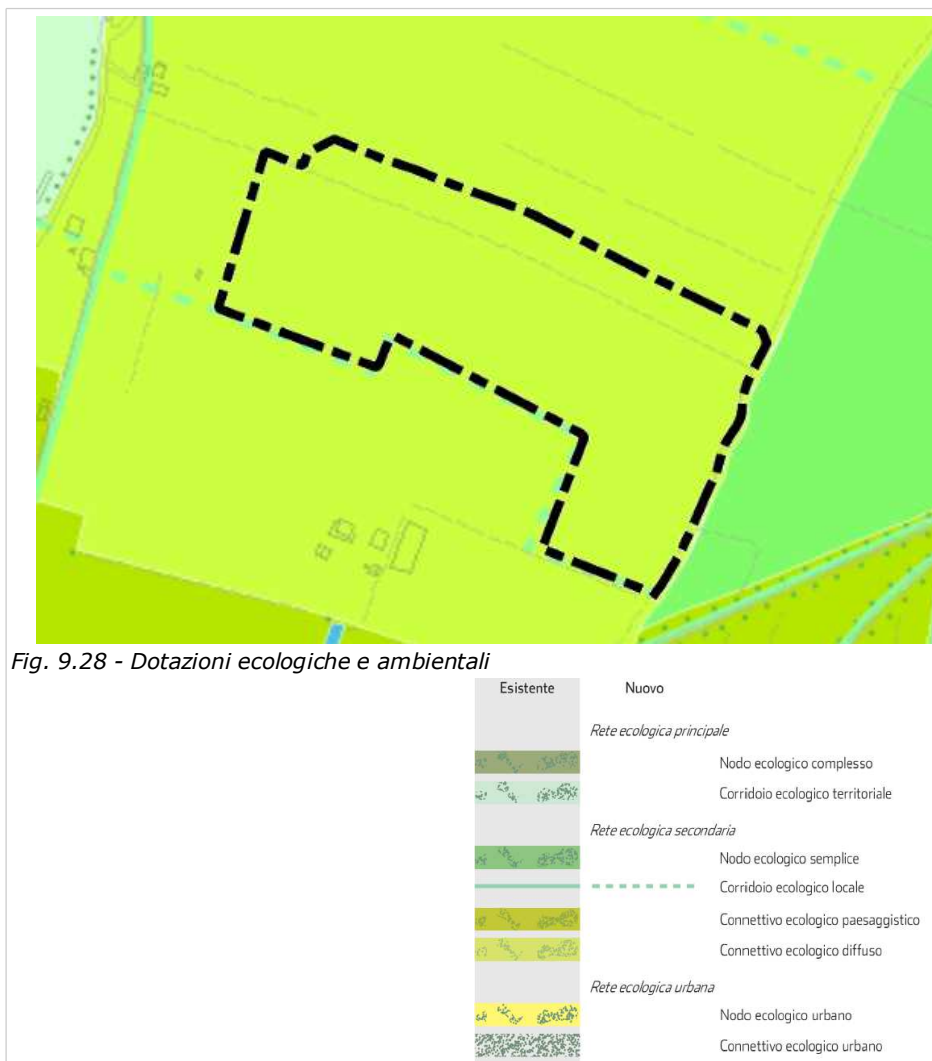 Fig. 9.28 - Dotazioni ecologiche e ambientali
Esistente Nuovo
Rete ecologica principale
Nodo ecologico complesso
Corridoio ecologico territoriale
Rete ecologica secondaria
Nodo ecologico semplice
Corridoio ecologico locale
Connettivo ecologico paesaggistico
Connettivo ecologico diffuso
Rete ecologica urbana
Nodo ecologico urbano
Connettivo ecologico urbano